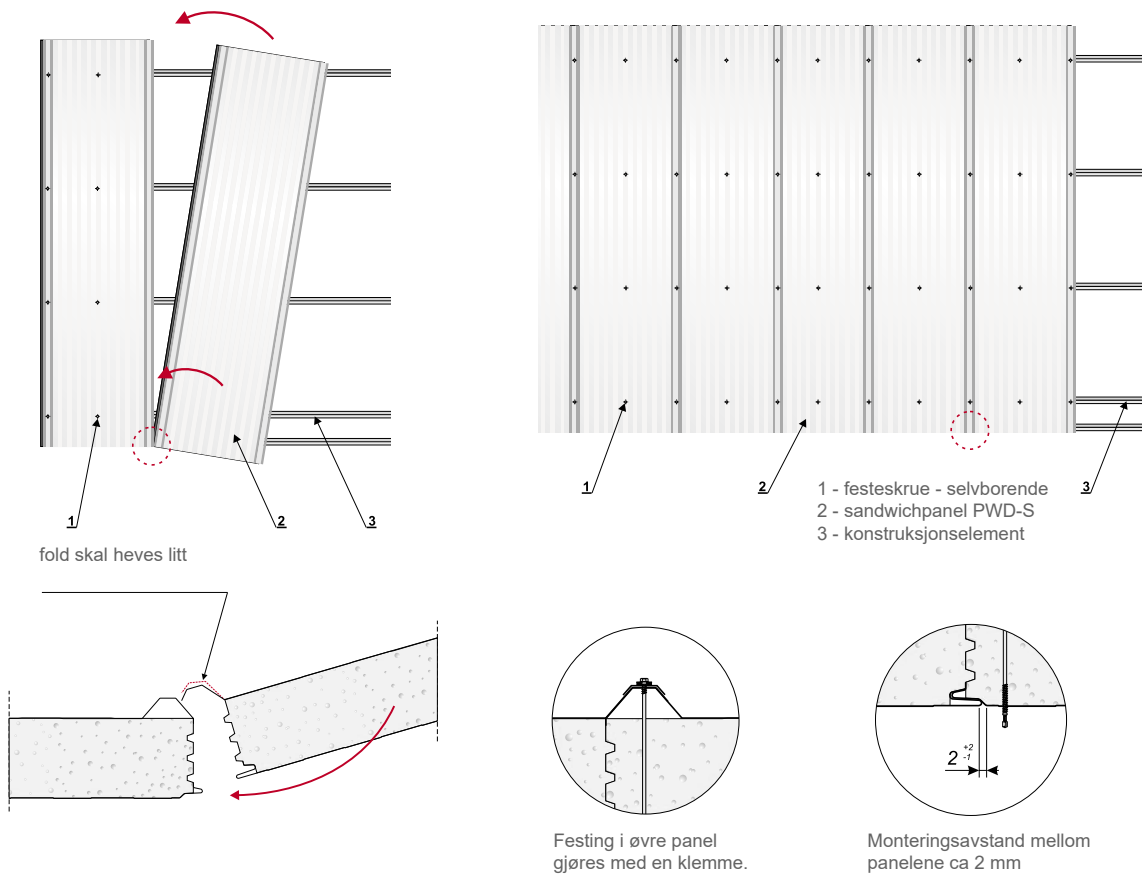 1
2
3
fold skal heves litt
1
2
3
1 - festeskrue - selvborende
2 - sandwichpanel PWD-S
3 - konstruksjonselement
2 +2 -1
Festing i øvre panel
gjøres med en klemme.
Monteringsavstand mellom
panelene ca 2 mm